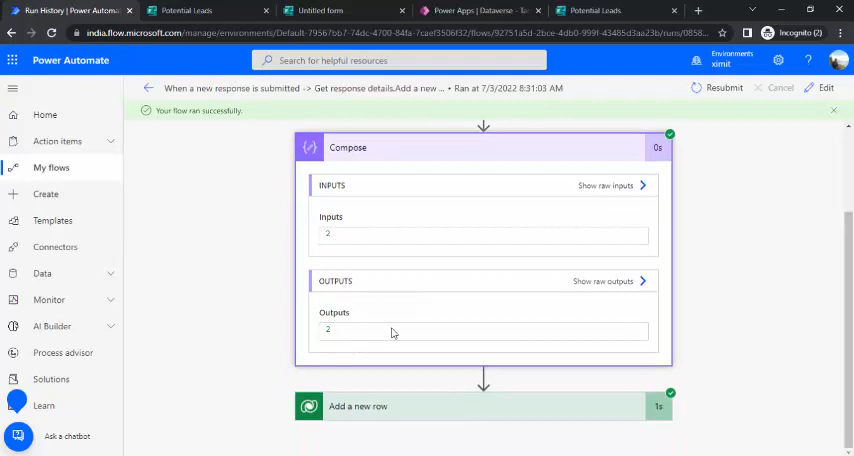 Run History | Power Automate
Potential Leads
Untitled form
Power Apps | Dataverse - Ta
Potential Leads
india.flow.microsoft.com/manage/environments/Default-79567bb7-74dc-4700-84fa-7caef3506f32/flows/92751a5d-2bce-4db0-999f-43485d3aa23b/runs/0858...
Incognito (2)
Power Automate
Search for helpful resources
Environments
ximit
When a new response is submitted -> Get response details,Add a new ... • Ran at 7/3/2022 8:31:03 AM
Resubmit
Cancel
Edit
Your flow ran successfully.
Home
Action items
My flows
Create
Templates
Connectors
Data
Monitor
AI Builder
Process advisor
Solutions
Learn
Ask a chatbot
Compose
0s
INPUTS
Show raw inputs
Inputs
2
OUTPUTS
Show raw outputs
Outputs
2
Add a new row
1s